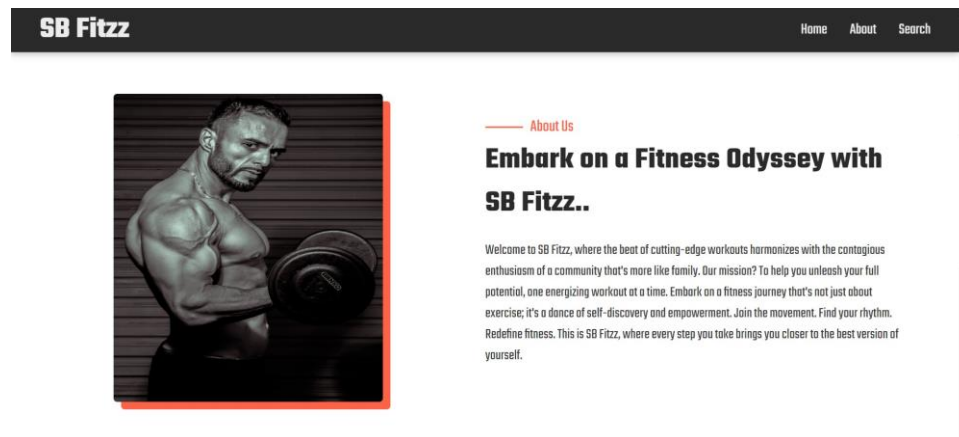 SB Fitzz
Home About Search
About Us
Embark on a Fitness Odyssey with
SB Fitzz..
Welcome to SB Fitzz, where the beat of cutting-edge workouts harmonizes with the contagious
enthusiasm of a community that's more like family. Our mission? To help you unleash your full
potential, one energizing workout at a time. Embark on a fitness journey that's not just about
exercise; it's a dance of self-discovery and empowerment. Join the movement. Find your rhythm.
Redefine fitness. This is SB Fitzz, where every step you take brings you closer to the best version of
yourself.